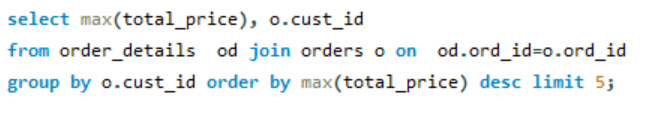 select max(total_price), o.cust_id
from order_details  od join orders o on  od.ord_id=o.ord_id
group by o.cust_id order by max(total_price) desc limit 5;